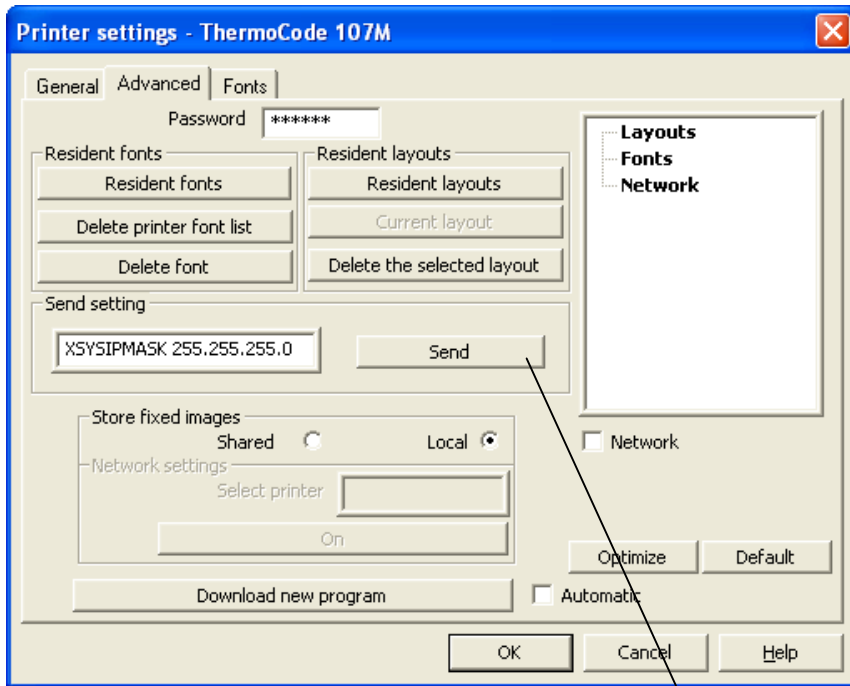 Printer settings - ThermoCode 107M
General Advanced Fonts
Password ******
Resident fonts
Resident fonts
Delete printer font list
Delete font
Resident layouts
Resident layouts
Current layout
Delete the selected layout
Layouts
Fonts
Network
Send setting
XSYSIPMASK 255.255.255.0 Send
Store fixed images
Shared Local
Network settings
Select printer
On
Network
Optimize Default
Download new program Automatic
OK Cancel Help